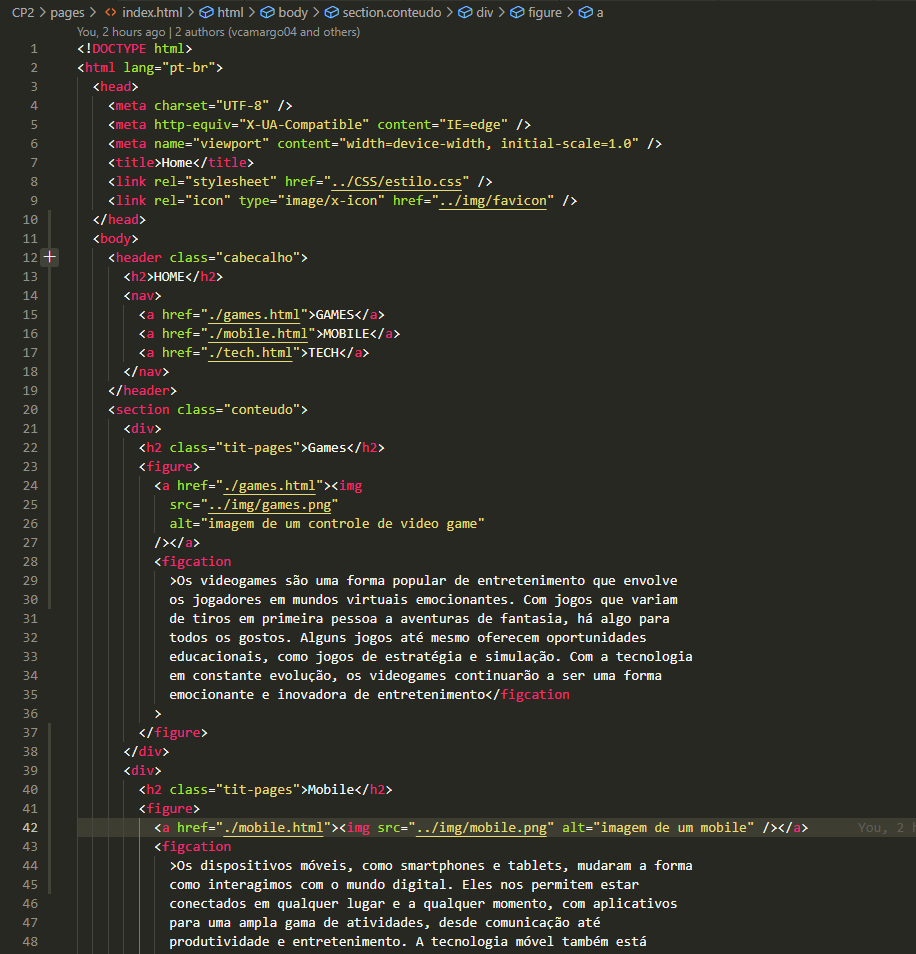 CP2 > pages > <> index.html > html > body > section.conteudo > div > figure > a
You, 2 hours ago | 2 authors (vcamargo04 and others)
1 <!DOCTYPE html>
2 <html lang="pt-br">
3 <head>
4 <meta charset="UTF-8" />
5 <meta http-equiv="X-UA-Compatible" content="IE=edge" />
6 <meta name="viewport" content="width=device-width, initial-scale=1.0" />
7 <title>Home</title>
8 <link rel="stylesheet" href="../CSS/estilo.css" />
9 <link rel="icon" type="image/x-icon" href="../img/favicon" />
10 </head>
11 <body>
12 <header class="cabecalho">
13 <h2>HOME</h2>
14 <nav>
15 <a href="./games.html">GAMES</a>
16 <a href="./mobile.html">MOBILE</a>
17 <a href="./tech.html">TECH</a>
18 </nav>
19 </header>
20 <section class="conteudo">
21 <div>
22 <h2 class="tit-pages">Games</h2>
23 <figure>
24 <a href="./games.html"><img
25 src="../img/games.png"
26 alt="imagem de um controle de video game"
27 /></a>
28 <figcation
29 >Os videogames são uma forma popular de entretenimento que envolve
30 os jogadores em mundos virtuais emocionantes. Com jogos que variam
31 de tiros em primeira pessoa a aventuras de fantasia, há algo para
32 todos os gostos. Alguns jogos até mesmo oferecem oportunidades
33 educacionais, como jogos de estratégia e simulação. Com a tecnologia
34 em constante evolução, os videogames continuarão a ser uma forma
35 emocionante e inovadora de entretenimento</figcation
36 >
37 </figure>
38 </div>
39 <div>
40 <h2 class="tit-pages">Mobile</h2>
41 <figure>
42 <a href="./mobile.html"><img src="../img/mobile.png" alt="imagem de um mobile" /></a> You, 2
43 <figcation
44 >Os dispositivos móveis, como smartphones e tablets, mudaram a forma
45 como interagimos com o mundo digital. Eles nos permitem estar
46 conectados em qualquer lugar e a qualquer momento, com aplicativos
47 para uma ampla gama de atividades, desde comunicação até
48 produtividade e entretenimento. A tecnologia móvel também está